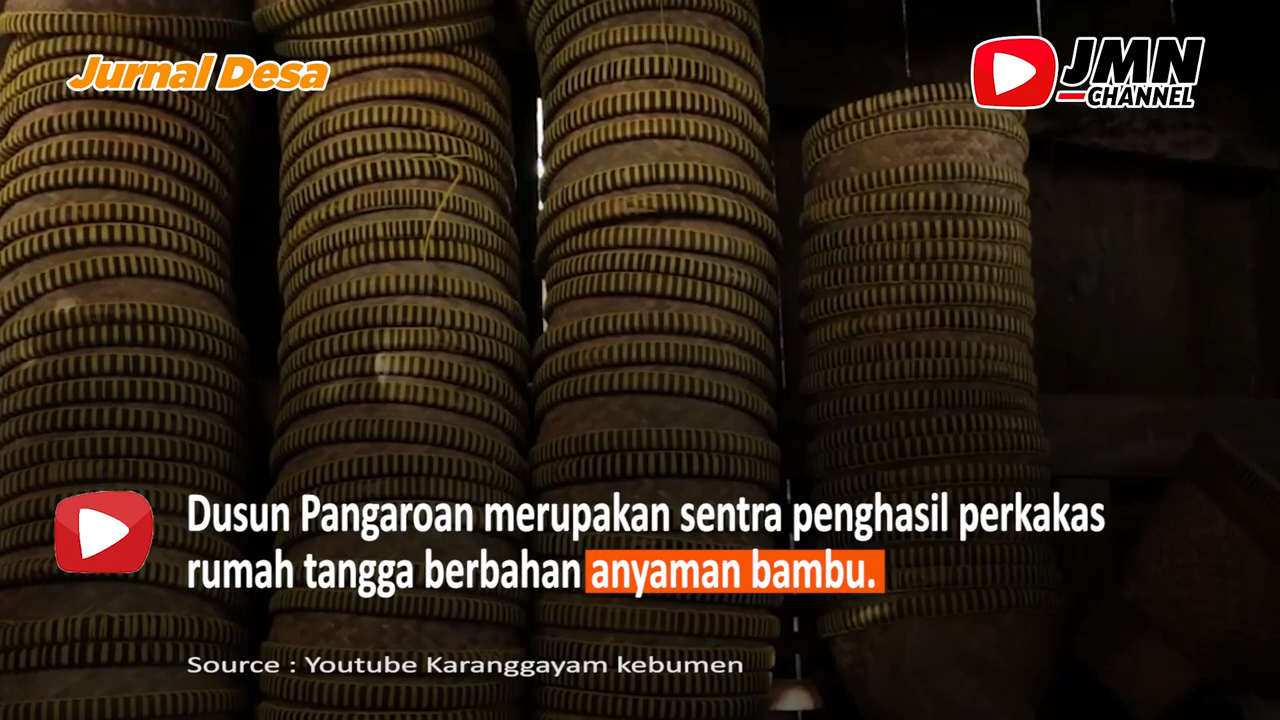 Jurnal Desa
JMN
CHANNEL
Dusun Pangaroan merupakan sentra penghasil perkakas
rumah tangga berbahan anyaman bambu.
Source : Youtube Karanggayam kebumen